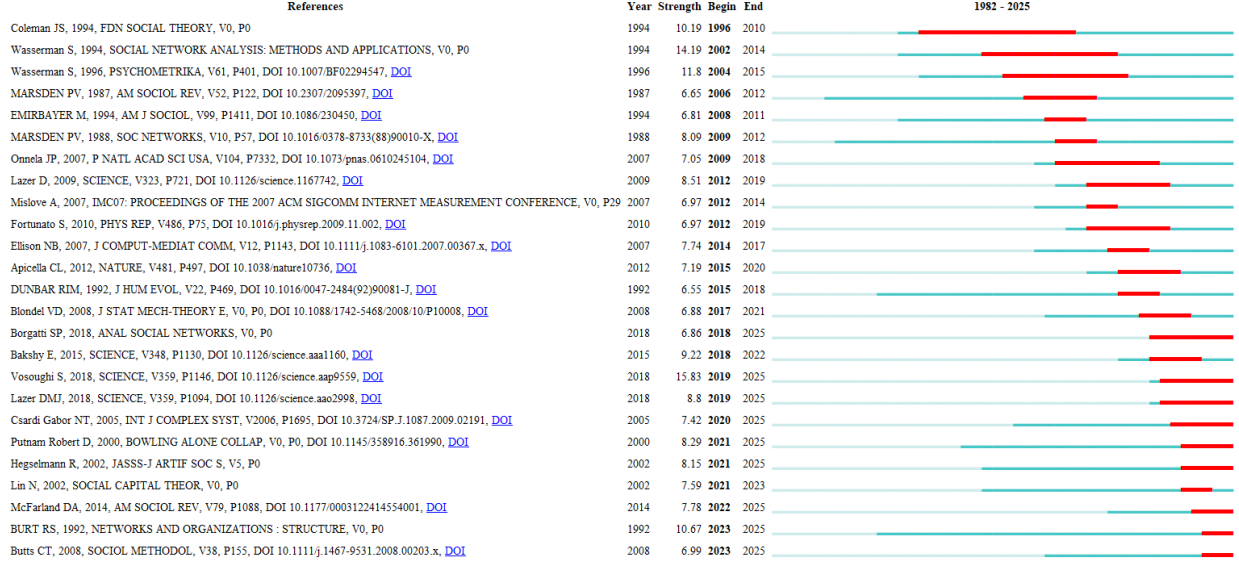 References Year Strength Begin End 1982 - 2025
Coleman JS, 1994, FDN SOCIAL THEORY, V0, P0 1994 10.19 1996 2010
Wasserman S, 1994, SOCIAL NETWORK ANALYSIS: METHODS AND APPLICATIONS, V0, P0 1994 14.19 2002 2014
Wasserman S, 1996, PSYCHOMETRIKA, V61, P401, DOI 10.1007/BF02294547, DOI 1996 11.8 2004 2015
MARSDEN PV, 1987, AM SOCIOL REV, V52, P122, DOI 10.2307/2095397, DOI 1987 6.65 2006 2012
EMIRBAYER M, 1994, AM J SOCIOL, V99, P1411, DOI 10.1086/230450, DOI 1994 6.81 2008 2011
MARSDEN PV, 1988, SOC NETWORKS, V10, P57, DOI 10.1016/0378-8733(88)90010-X, DOI 1988 8.09 2009 2012
Onnela JP, 2007, P NATL ACAD SCI USA, V104, P7332, DOI 10.1073/pnas.0610245104, DOI 2007 7.05 2009 2018
Lazer D, 2009, SCIENCE, V323, P721, DOI 10.1126/science.1167742, DOI 2009 8.51 2012 2019
Mislove A, 2007, IMC07: PROCEEDINGS OF THE 2007 ACM SIGCOMM INTERNET MEASUREMENT CONFERENCE, V0, P29 2007 6.97 2012 2014
Fortunato S, 2010, PHYS REP, V486, P75, DOI 10.1016/j.physrep.2009.11.002, DOI 2010 6.97 2012 2019
Ellison NB, 2007, J COMPUT-MEDIAT COMM, V12, P1143, DOI 10.1111/j.1083-6101.2007.00367.x, DOI 2007 7.74 2014 2017
Apicella CL, 2012, NATURE, V481, P497, DOI 10.1038/nature10736, DOI 2012 7.19 2015 2020
DUNBAR RIM, 1992, J HUM EVOL, V22, P469, DOI 10.1016/0047-2484(92)90081-J, DOI 1992 6.55 2015 2018
Blondel VD, 2008, J STAT MECH-THEORY E, V0, P0, DOI 10.1088/1742-5468/2008/10/P10008, DOI 2008 6.88 2017 2021
Borgatti SP, 2018, ANAL SOCIAL NETWORKS, V0, P0 2018 6.86 2018 2025
Bakshy E, 2015, SCIENCE, V348, P1130, DOI 10.1126/science.aaa1160, DOI 2015 9.22 2018 2022
Vosoughi S, 2018, SCIENCE, V359, P1146, DOI 10.1126/science.aap9559, DOI 2018 15.83 2019 2025
Lazer DMJ, 2018, SCIENCE, V359, P1094, DOI 10.1126/science.aao2998, DOI 2018 8.8 2019 2025
Csardi Gabor NT, 2005, INT J COMPLEX SYST, V2006, P1695, DOI 10.3724/SP.J.1087.2009.02191, DOI 2005 7.42 2020 2025
Putnam Robert D, 2000, BOWLING ALONE COLLAP, V0, P0, DOI 10.1145/358916.361990, DOI 2000 8.29 2021 2025
Hegselmann R, 2002, JASSS-J ARTIF SOC S, V5, P0 2002 8.15 2021 2025
Lin N, 2002, SOCIAL CAPITAL THEOR, V0, P0 2002 7.59 2021 2023
McFarland DA, 2014, AM SOCIOL REV, V79, P1088, DOI 10.1177/0003122414554001, DOI 2014 7.78 2022 2025
BURT RS, 1992, NETWORKS AND ORGANIZATIONS : STRUCTURE, V0, P0 1992 10.67 2023 2025
Butts CT, 2008, SOCIOL METHODOL, V38, P155, DOI 10.1111/j.1467-9531.2008.00203.x, DOI 2008 6.99 2023 2025